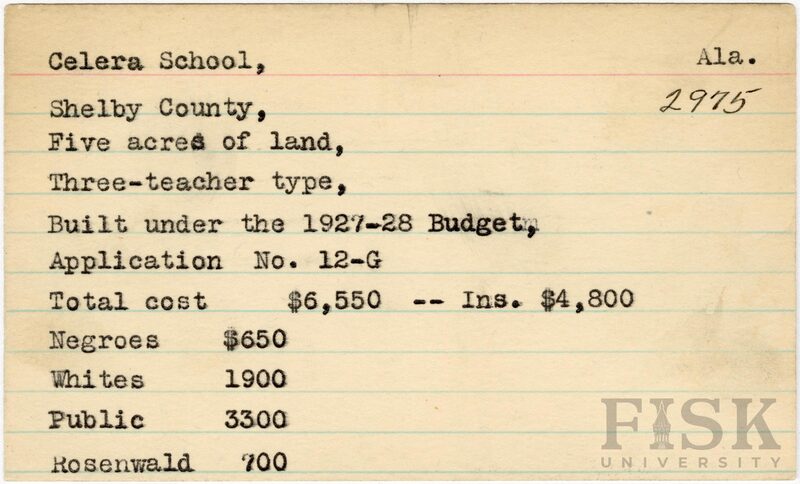 Celera School, Ala.
Shelby County, 2975
Five acres of land,
Three-teacher type,
Built under the 1927-28 Budget,
Application No. 12-G
Total cost $6,550 -- Ins. $4,800
Negroes $650
Whites 1900
Public 3300
Rosenwald 700
FISK
UNIVERSITY